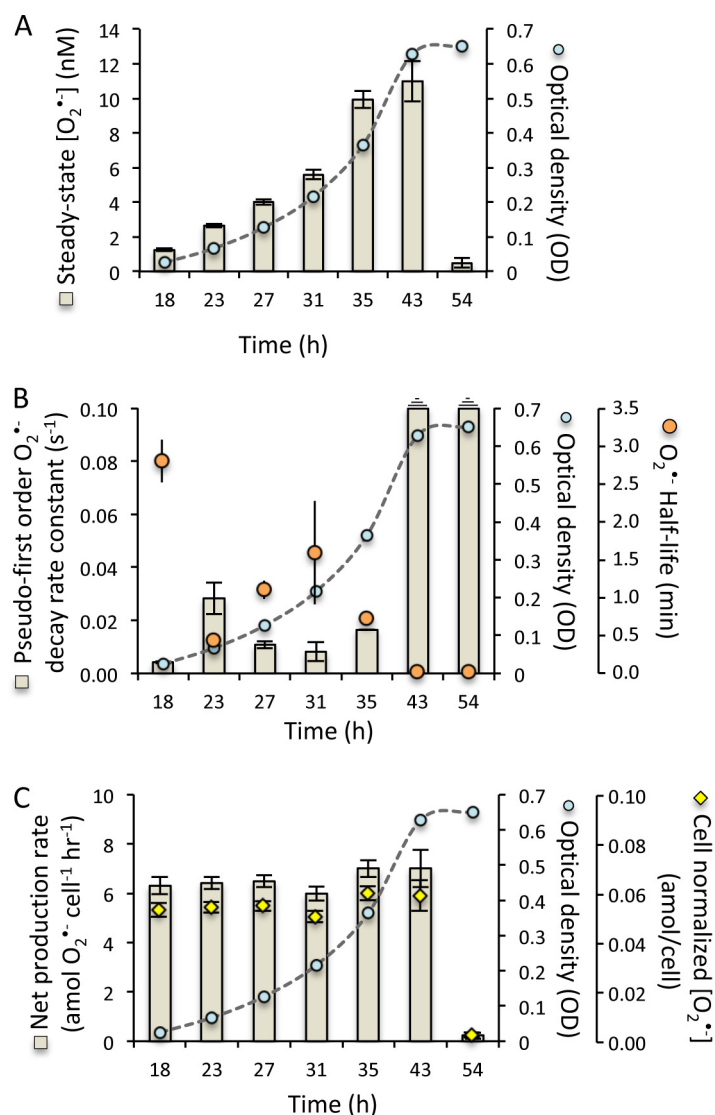 A
Steady-state [O₂•-] (nM)
14
12
10
8
6
4
2
0
0.7
0.6
0.5
0.4
0.3
0.2
0.1
0
Optical density (OD)
18 23 27 31 35 43 54
Time (h)
B
Pseudo-first order O₂•-
decay rate constant (s⁻¹)
0.10
0.08
0.06
0.04
0.02
0.00
0.7
0.6
0.5
0.4
0.3
0.2
0.1
0
Optical density (OD)
3.5
3.0
2.5
2.0
1.5
1.0
0.5
0.0
O₂•- Half-life (min)
18 23 27 31 35 43 54
Time (h)
C
Net production rate
(amol O₂•- cell⁻¹ hr⁻¹)
10
8
6
4
2
0
0.7
0.6
0.5
0.4
0.3
0.2
0.1
0
Optical density (OD)
0.10
0.08
0.06
0.04
0.02
0.00
Cell normalized [O₂•-]
(amol/cell)
18 23 27 31 35 43 54
Time (h)